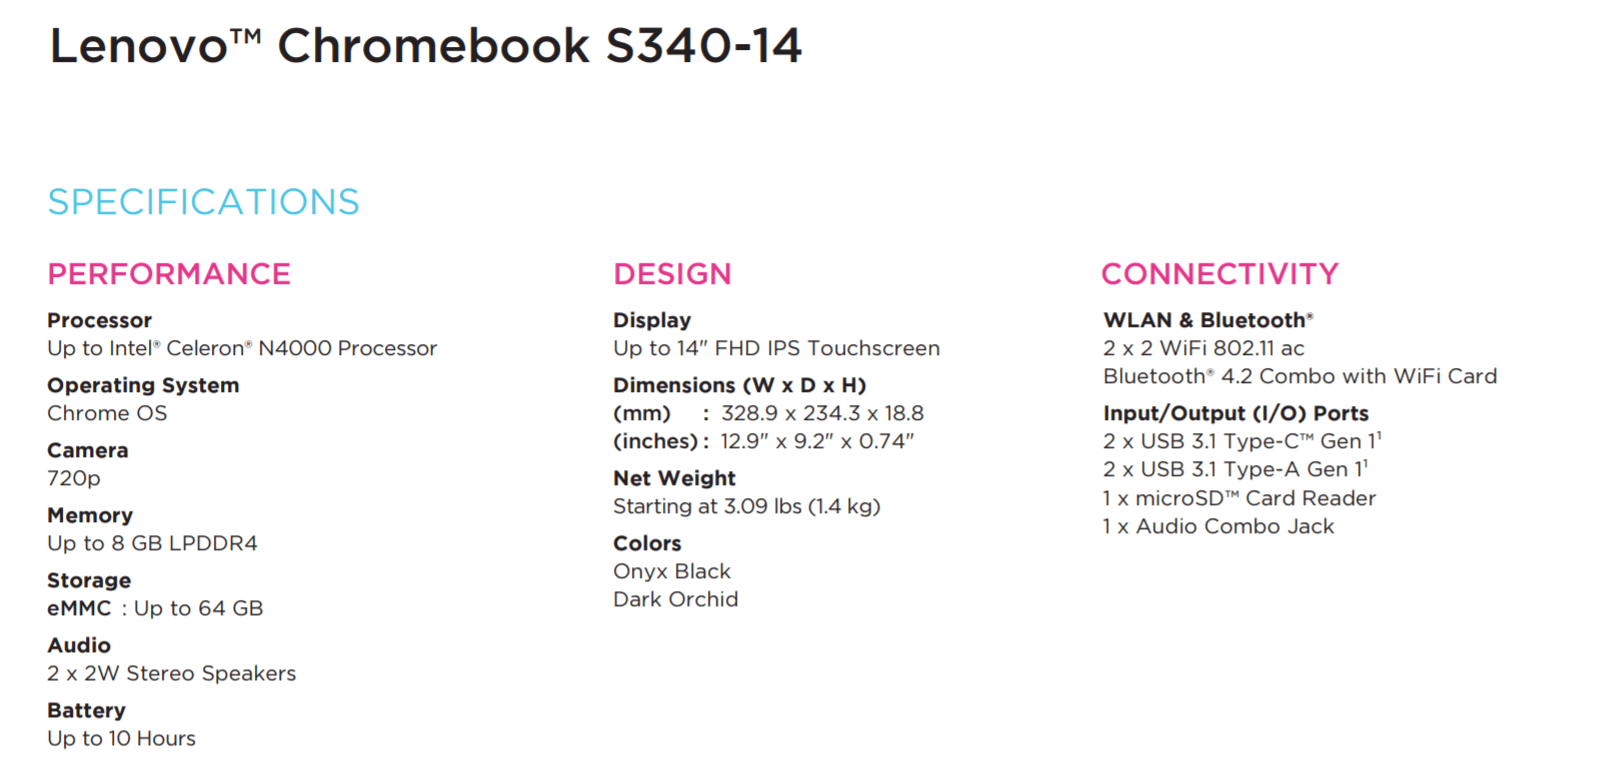 Lenovo™ Chromebook S340-14
SPECIFICATIONS
PERFORMANCE
Processor
Up to Intel® Celeron® N4000 Processor
Operating System
Chrome OS
Camera
720p
Memory
Up to 8 GB LPDDR4
Storage
eMMC : Up to 64 GB
Audio
2 x 2W Stereo Speakers
Battery
Up to 10 Hours
DESIGN
Display
Up to 14" FHD IPS Touchscreen
Dimensions (W x D x H)
(mm) : 328.9 x 234.3 x 18.8
(inches) : 12.9" x 9.2" x 0.74"
Net Weight
Starting at 3.09 lbs (1.4 kg)
Colors
Onyx Black
Dark Orchid
CONNECTIVITY
WLAN & Bluetooth®
2 x 2 WiFi 802.11 ac
Bluetooth® 4.2 Combo with WiFi Card
Input/Output (I/O) Ports
2 x USB 3.1 Type-C™ Gen 1¹
2 x USB 3.1 Type-A Gen 1¹
1 x microSD™ Card Reader
1 x Audio Combo Jack